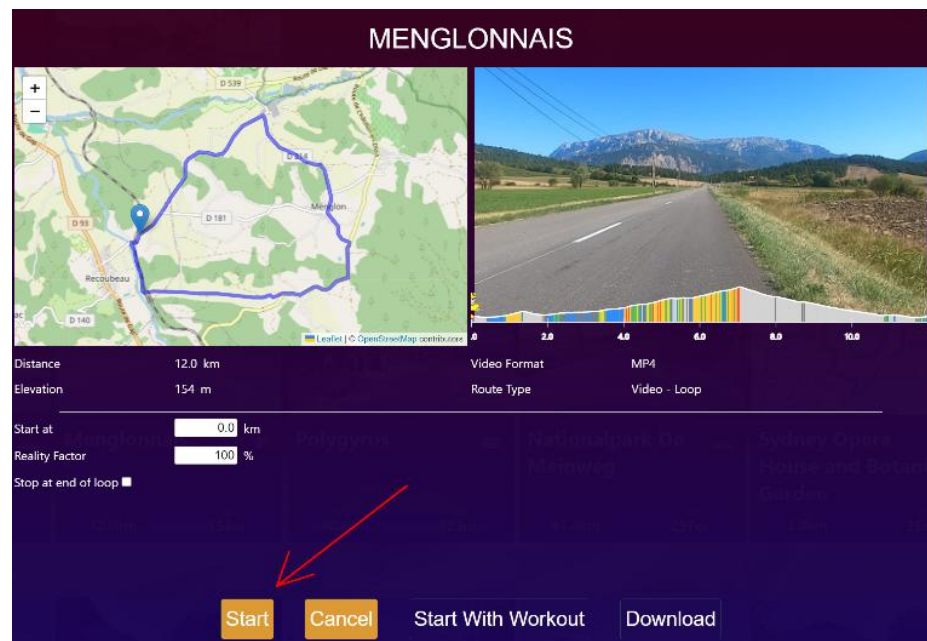 MENGLONNAIS
+
−
D 539
D 214
Menglon
D 181
D 93
Recoubeau
D 140
Leaflet | © OpenStreetMap contributors
.0 2.0 4.0 6.0 8.0 10.0
Distance 12.0 km
Video Format MP4
Elevation 154 m
Route Type Video - Loop
Start at 0.0 km
Reality Factor 100 %
Stop at end of loop
Polygyros
Nationalpark De
Meinweg
Sydney Opera
House and Botan
Garden
Start Cancel Start With Workout Download